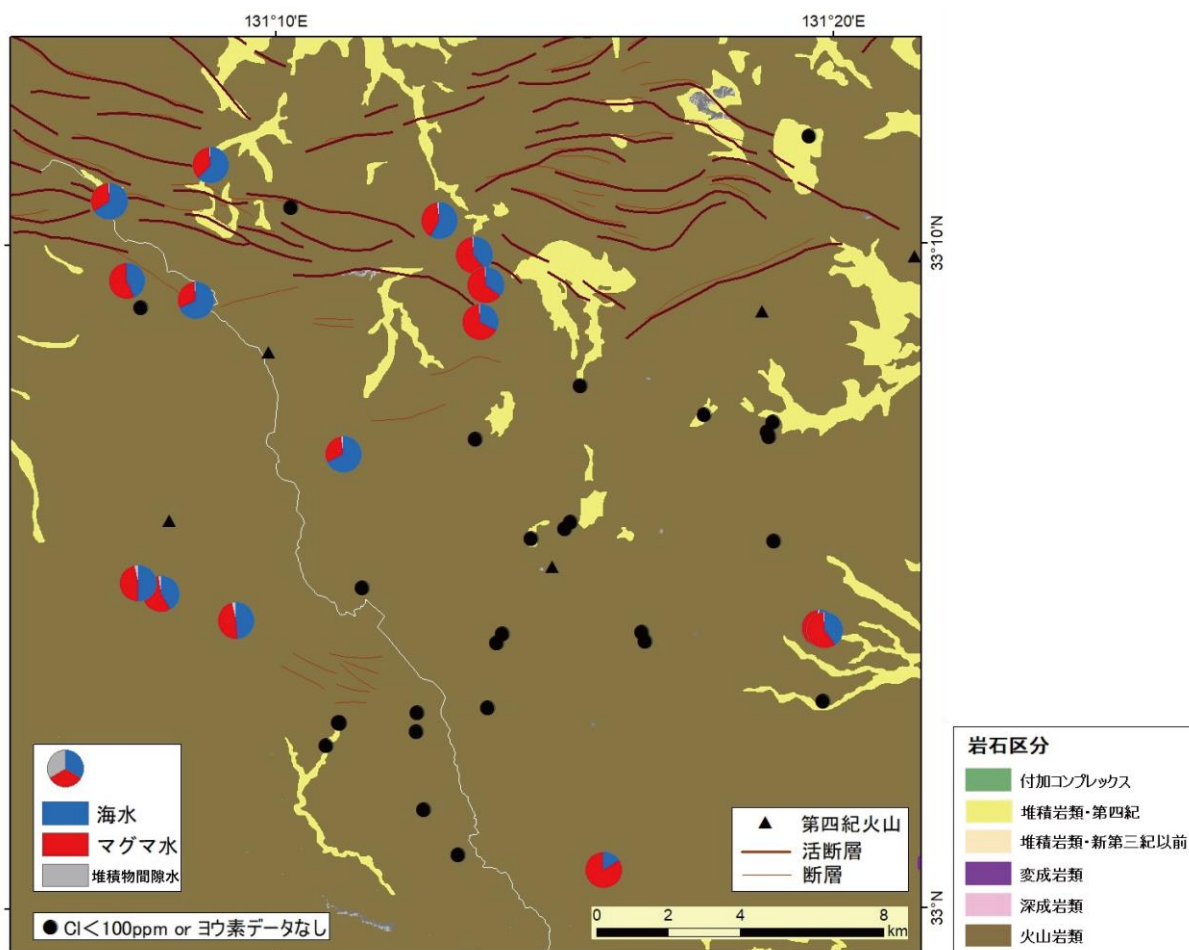 131°10'E
131°20'E
33°10'N
33°N
海水
マグマ水
堆積物間隙水
Cl＜100ppm or ヨウ素データなし
第四紀火山
活断層
断層
0 2 4 8
km
岩石区分
付加コンプレックス
堆積岩類・第四紀
堆積岩類・新第三紀以前
変成岩類
深成岩類
火山岩類